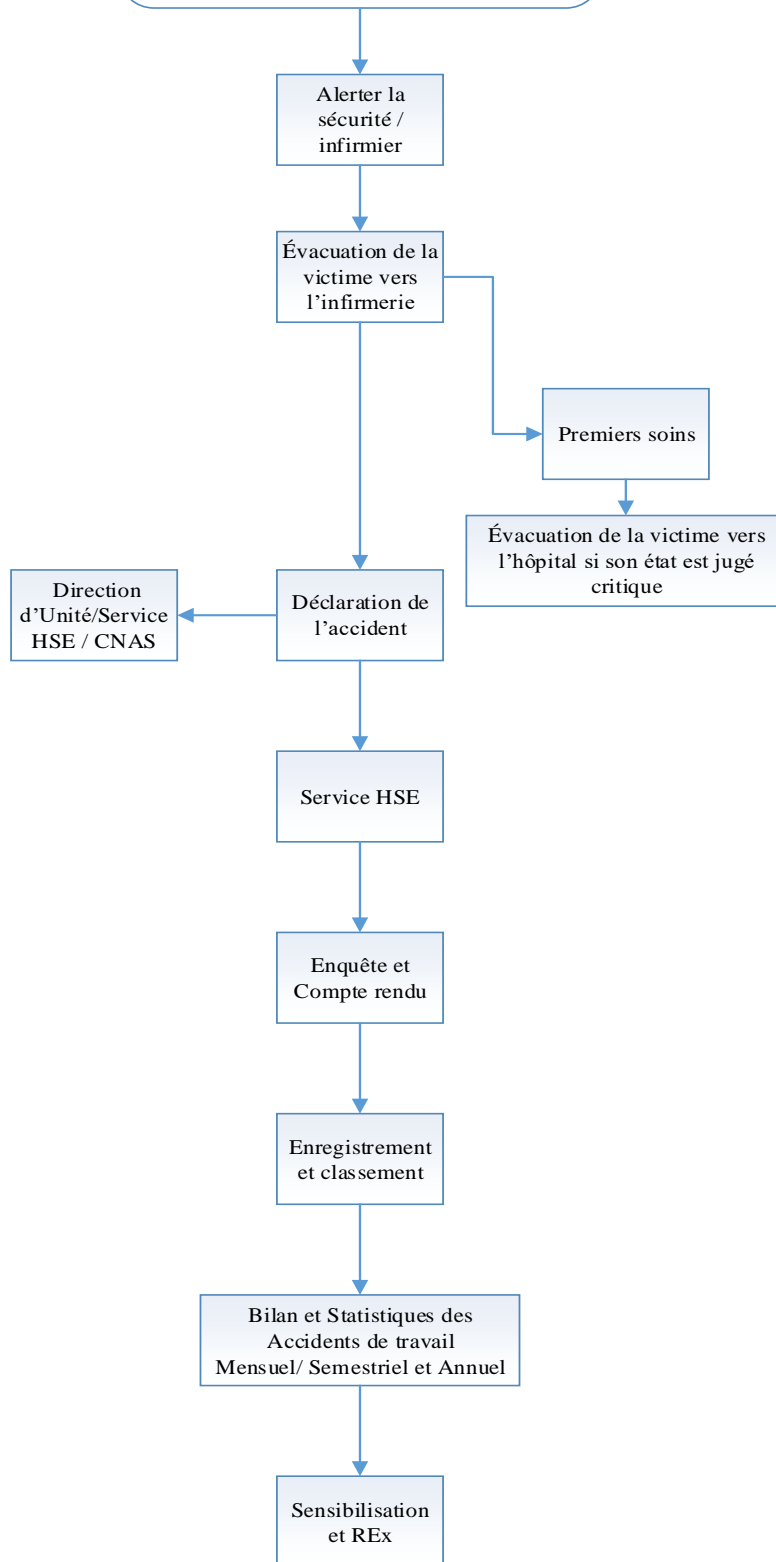 Alerter la
sécurité /
infirmier
Évacuation de la
victime vers
l'infirmerie
Premiers soins
Évacuation de la victime vers
l'hôpital si son état est jugé
critique
Direction
d'Unité/Service
HSE / CNAS
Déclaration de
l'accident
Service HSE
Enquête et
Compte rendu
Enregistrement
et classement
Bilan et Statistiques des
Accidents de travail
Mensuel/ Semestriel et Annuel
Sensibilisation
et REx